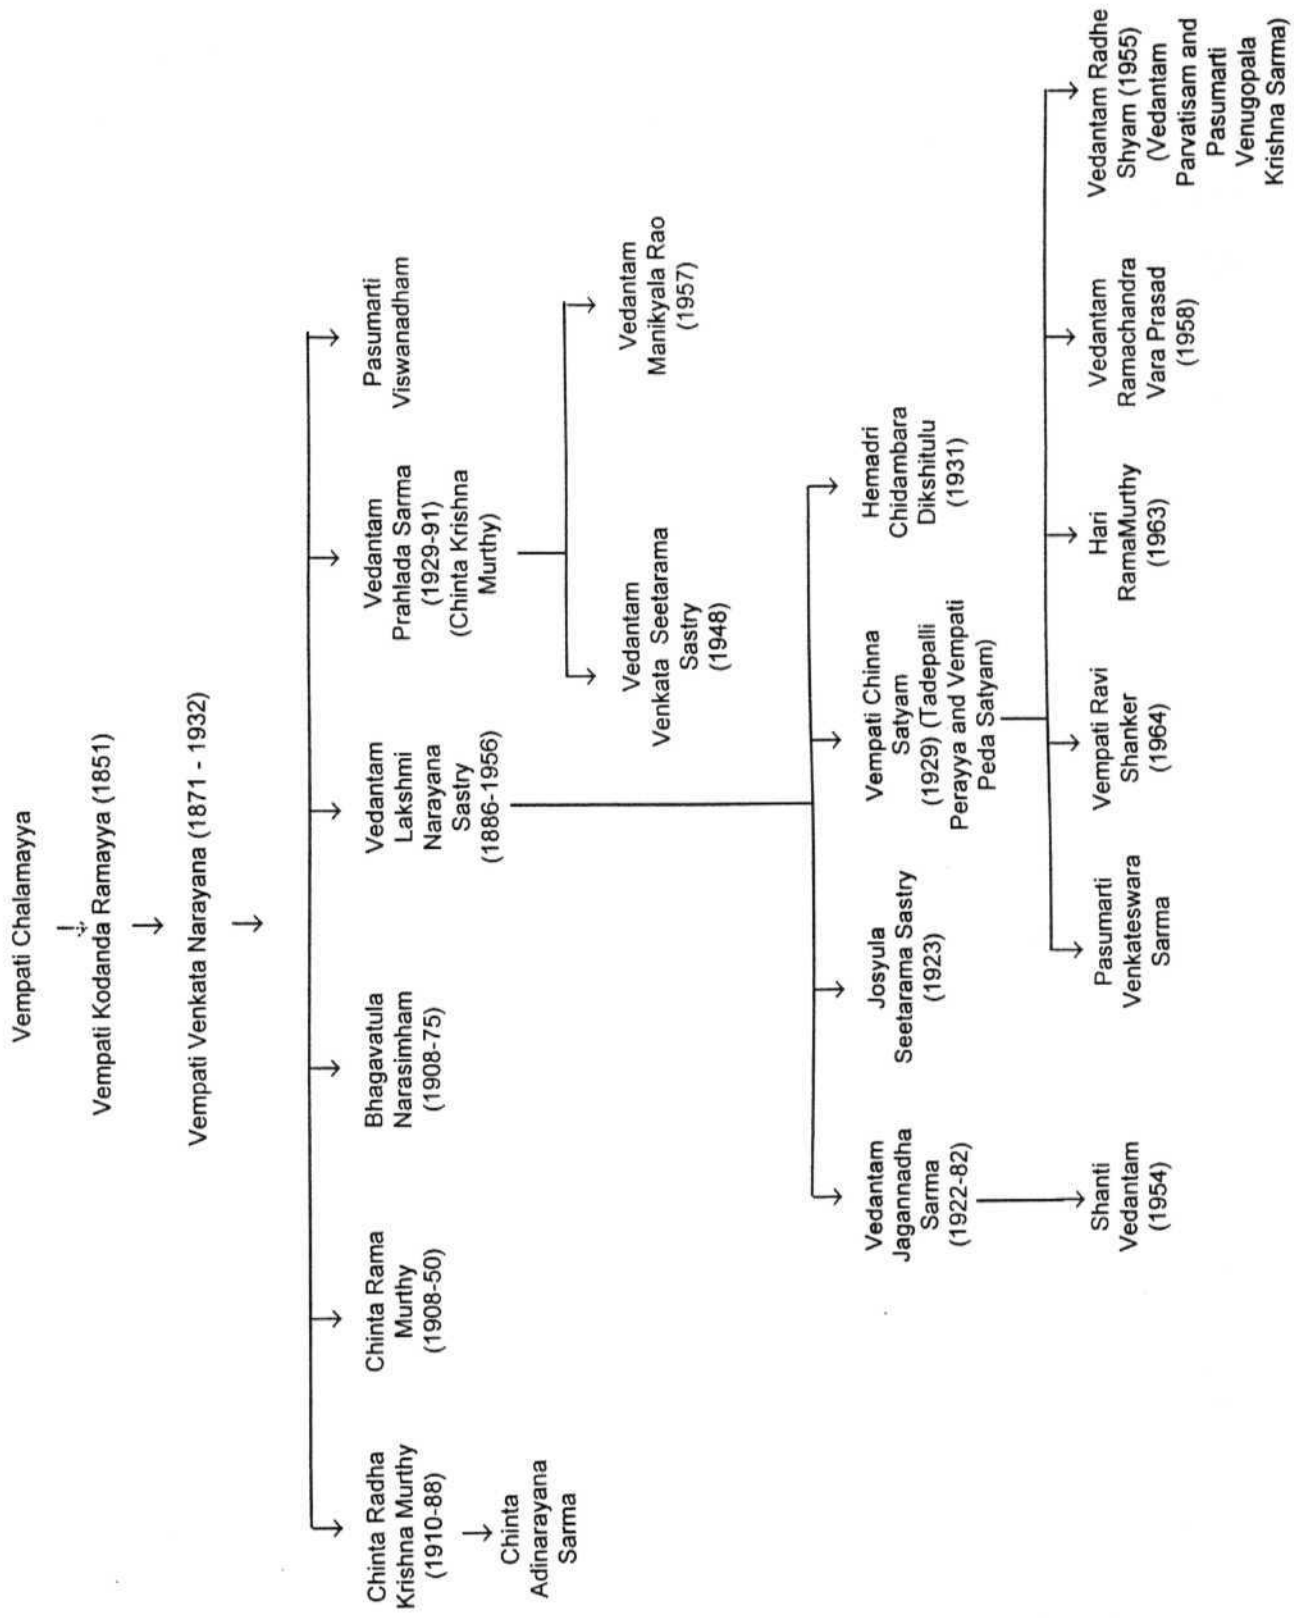 Vempati Chalamayya
Vempati Kodanda Ramayya (1851)
Vempati Venkata Narayana (1871 - 1932)
Chinta Radha
Krishna Murthy
(1910-88)
Chinta Rama
Murthy
(1908-50)
Bhagavatula
Narasimham
(1908-75)
Vedantam
Lakshmi
Narayana
Sastry
(1886-1956)
Vedantam
Prahlada Sarma
(1929-91)
(Chinta Krishna
Murthy)
Pasumarti
Viswanadham
Chinta
Adinarayana
Sarma
Vedantam
Venkata Seetarama
Sastry
(1948)
Vedantam
Manikyala Rao
(1957)
Vedantam
Jagannadha
Sarma
(1922-82)
Josyula
Seetarama Sastry
(1923)
Vempati Chinna
Satyam
(1929) (Tadepalli
Perayya and Vempati
Peda Satyam)
Hemadri
Chidambara
Dikshitulu
(1931)
Shanti
Vedantam
(1954)
Pasumarti
Venkateswara
Sarma
Vempati Ravi
Shanker
(1964)
Hari
RamaMurthy
(1963)
Vedantam
Ramachandra
Vara Prasad
(1958)
Vedantam Radhe
Shyam (1955)
(Vedantam
Parvatisam and
Pasumarti
Venugopala
Krishna Sarma)